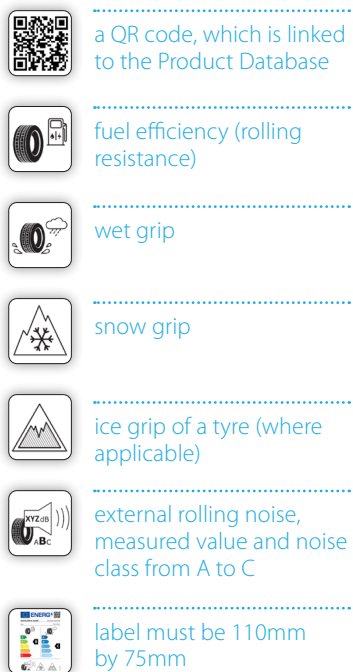 a QR code, which is linked
to the Product Database
fuel efficiency (rolling
resistance)
wet grip
snow grip
ice grip of a tyre (where
applicable)
XYZdB
ABC
external rolling noise,
measured value and noise
class from A to C
ENERG
label must be 110mm
by 75mm